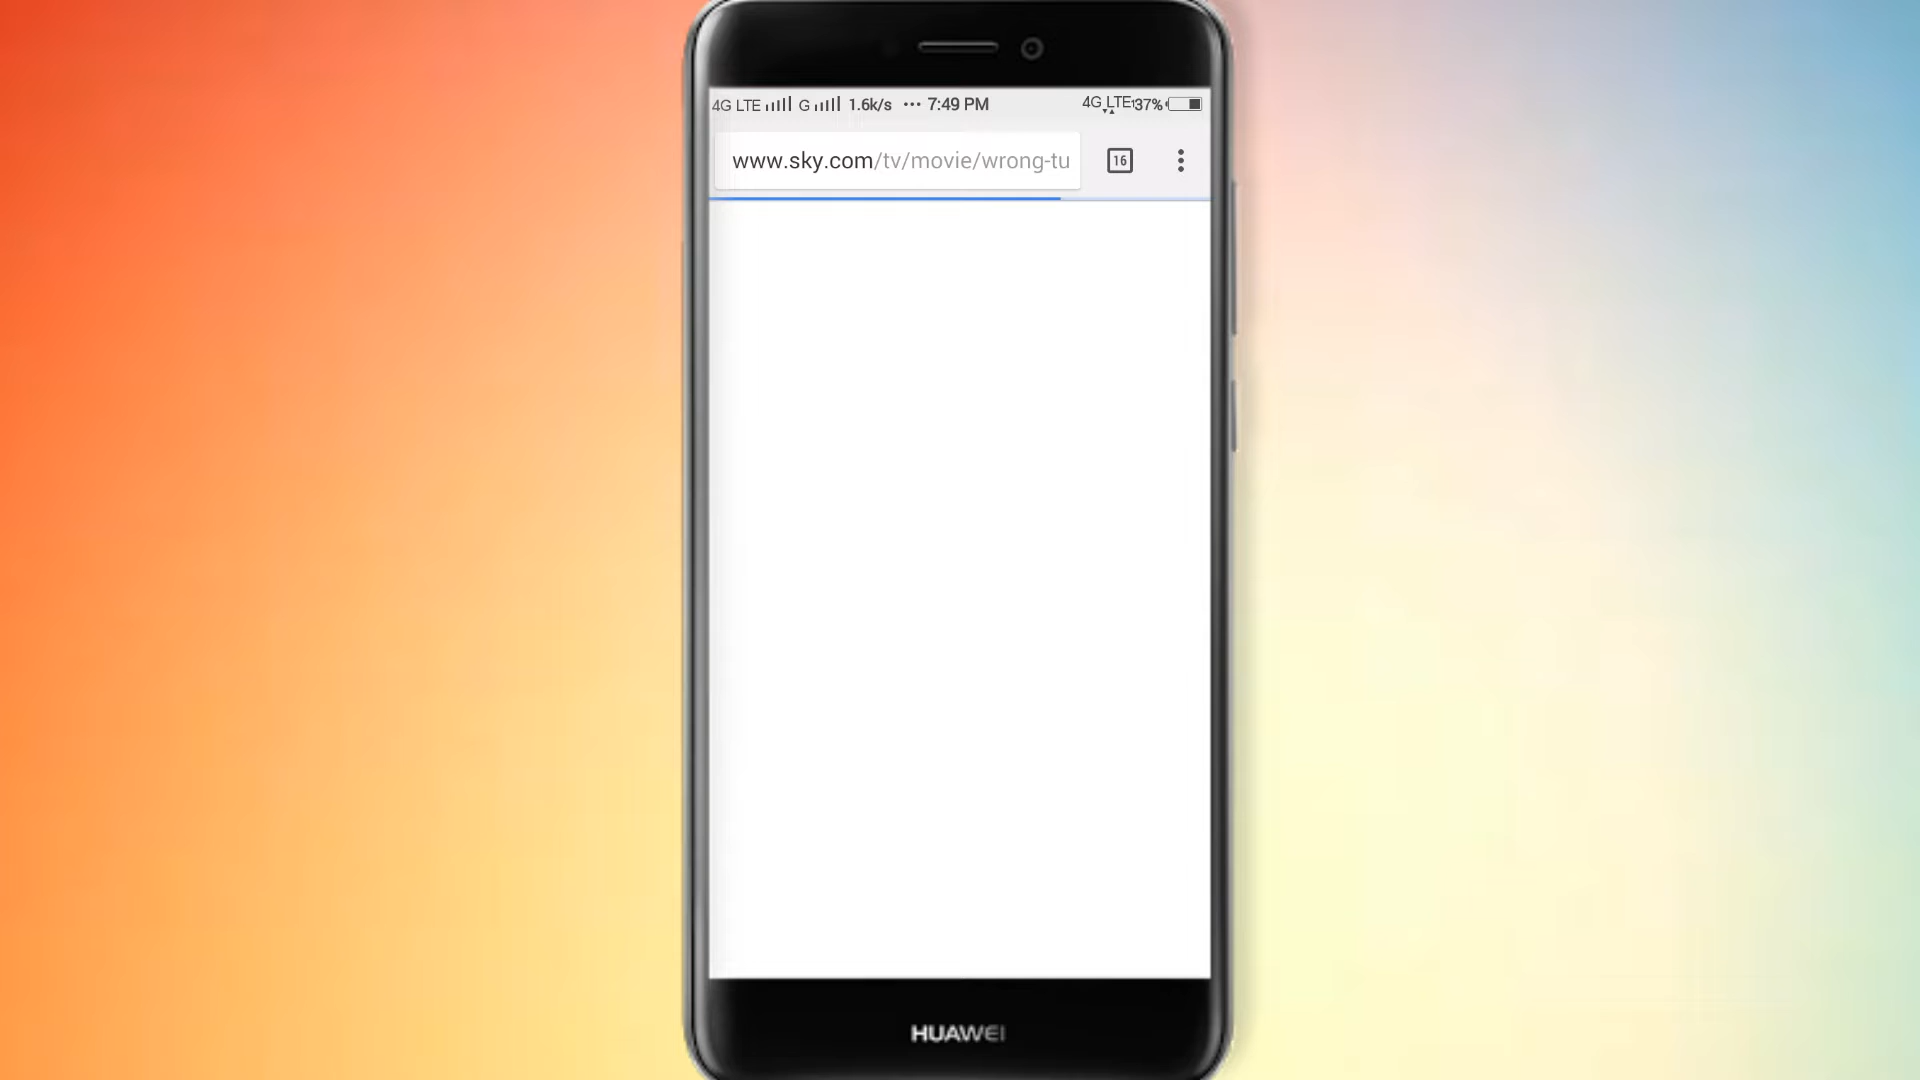 4G LTE G 1.6k/s ··· 7:49 PM 4G LTE 37%
www.sky.com/tv/movie/wrong-tu 16
HUAWEI